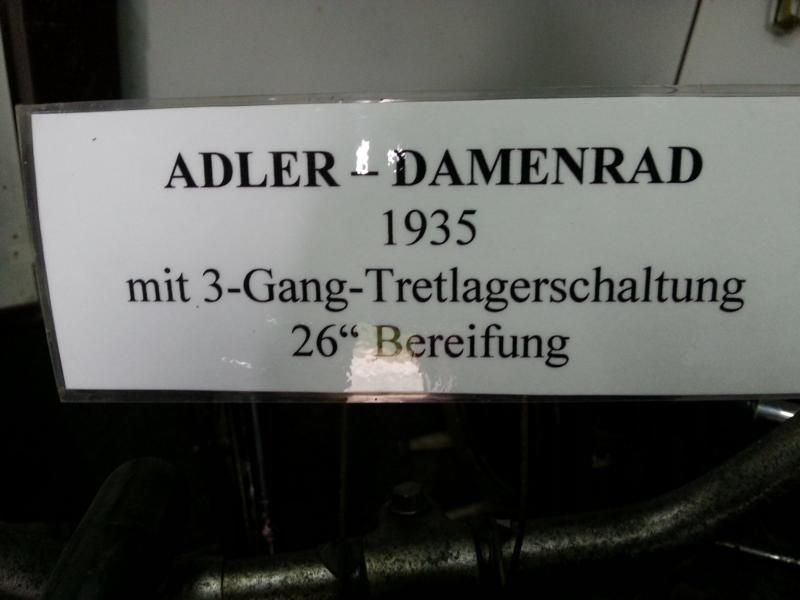 ADLER – DAMENRAD
1935
mit 3-Gang-Tretlagerschaltung
26“ Bereifung